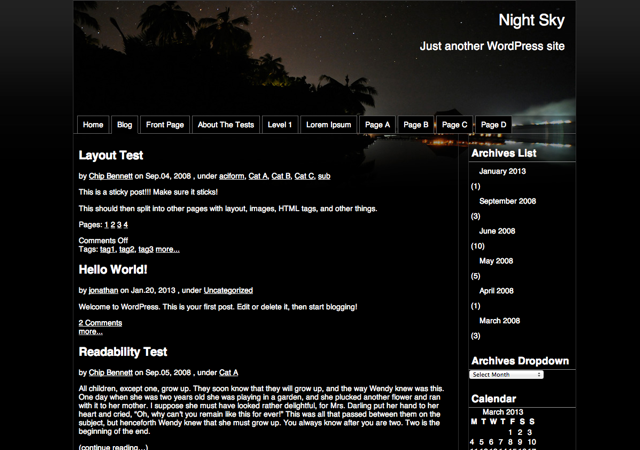 Night Sky
Just another WordPress site
Home Blog Front Page About The Tests Level 1 Lorem Ipsum Page A Page B Page C Page D
Layout Test
by Chip Bennett on Sep.04, 2008 , under aciform, Cat A, Cat B, Cat C, sub
This is a sticky post!!! Make sure it sticks!
This should then split into other pages with layout, images, HTML tags, and other things.
Pages: 1 2 3 4
Comments Off
Tags: tag1, tag2, tag3 more...
Hello World!
by jonathan on Jan.20, 2013 , under Uncategorized
Welcome to WordPress. This is your first post. Edit or delete it, then start blogging!
2 Comments
more...
Readability Test
by Chip Bennett on Sep.05, 2008 , under Cat A
All children, except one, grow up. They soon know that they will grow up, and the way Wendy knew was this.
One day when she was two years old she was playing in a garden, and she plucked another flower and ran
with it to her mother. I suppose she must have looked rather delightful, for Mrs. Darling put her hand to her
heart and cried, "Oh, why can't you remain like this for ever!" This was all that passed between them on the
subject, but henceforth Wendy knew that she must grow up. You always know after you are two. Two is the
beginning of the end.
(continue reading...)
Archives List
January 2013
(1)
September 2008
(3)
June 2008
(10)
May 2008
(5)
April 2008
(1)
March 2008
(3)
Archives Dropdown
Select Month
Calendar
March 2013
M T W T F S S
1 2 3
4 5 6 7 8 9 10